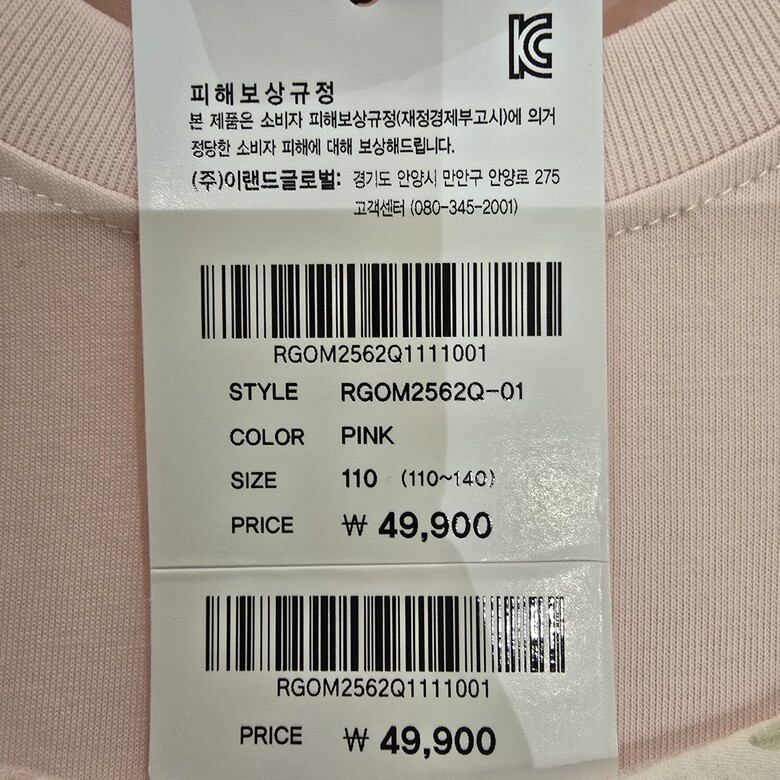 피해보상규정
본 제품은 소비자 피해보상규정(재정경제부고시)에 의거
정당한 소비자 피해에 대해 보상해드립니다.
(주)이랜드글로벌: 경기도 안양시 만안구 안양로 275
고객센터 (080-345-2001)
RGOM2562Q1111001
STYLE RGOM2562Q-01
COLOR PINK
SIZE 110 (110~140)
PRICE ₩ 49,900
RGOM2562Q1111001
PRICE ₩ 49,900